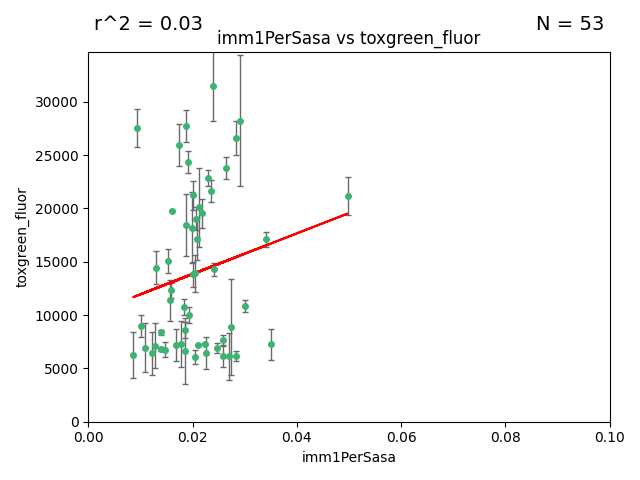 r^2 = 0.03
N = 53
imm1PerSasa vs toxgreen_fluor
toxgreen_fluor
30000
25000
20000
15000
10000
5000
0
0.00
0.02
0.04
0.06
0.08
0.10
imm1PerSasa